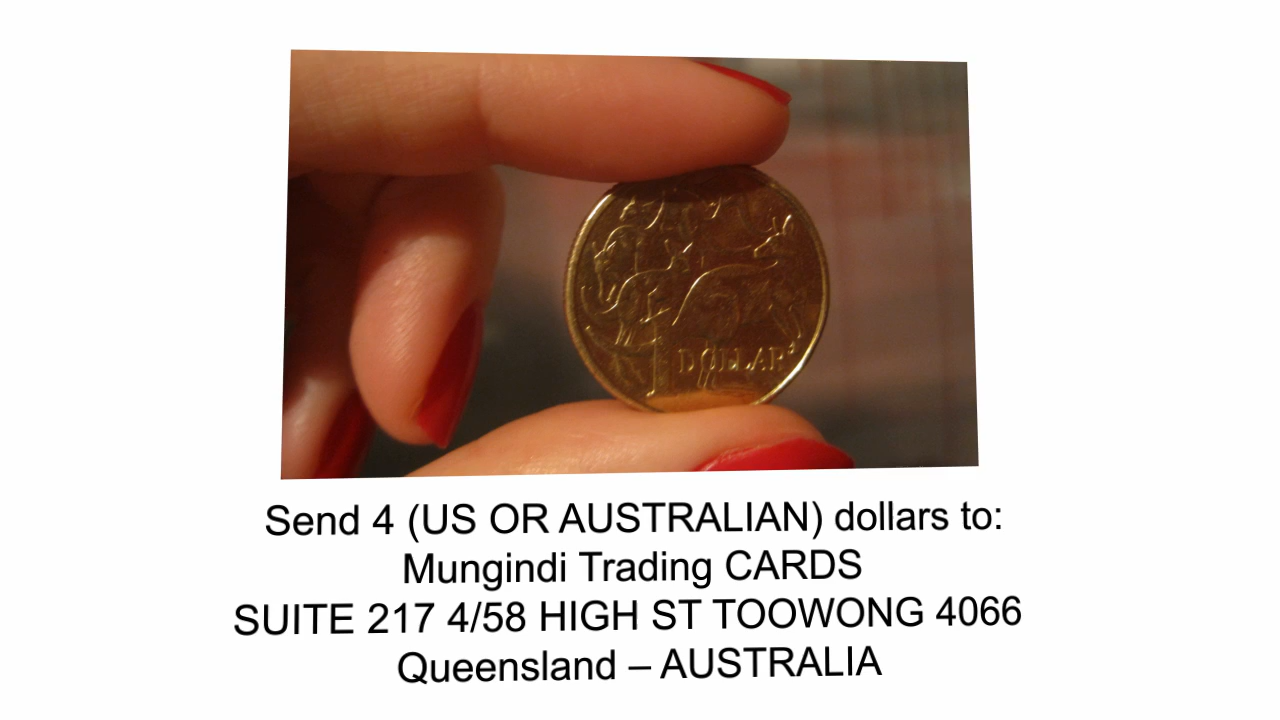 DOLLAR
Send 4 (US OR AUSTRALIAN) dollars to:
Mungindi Trading CARDS
SUITE 217 4/58 HIGH ST TOOWONG 4066
Queensland – AUSTRALIA